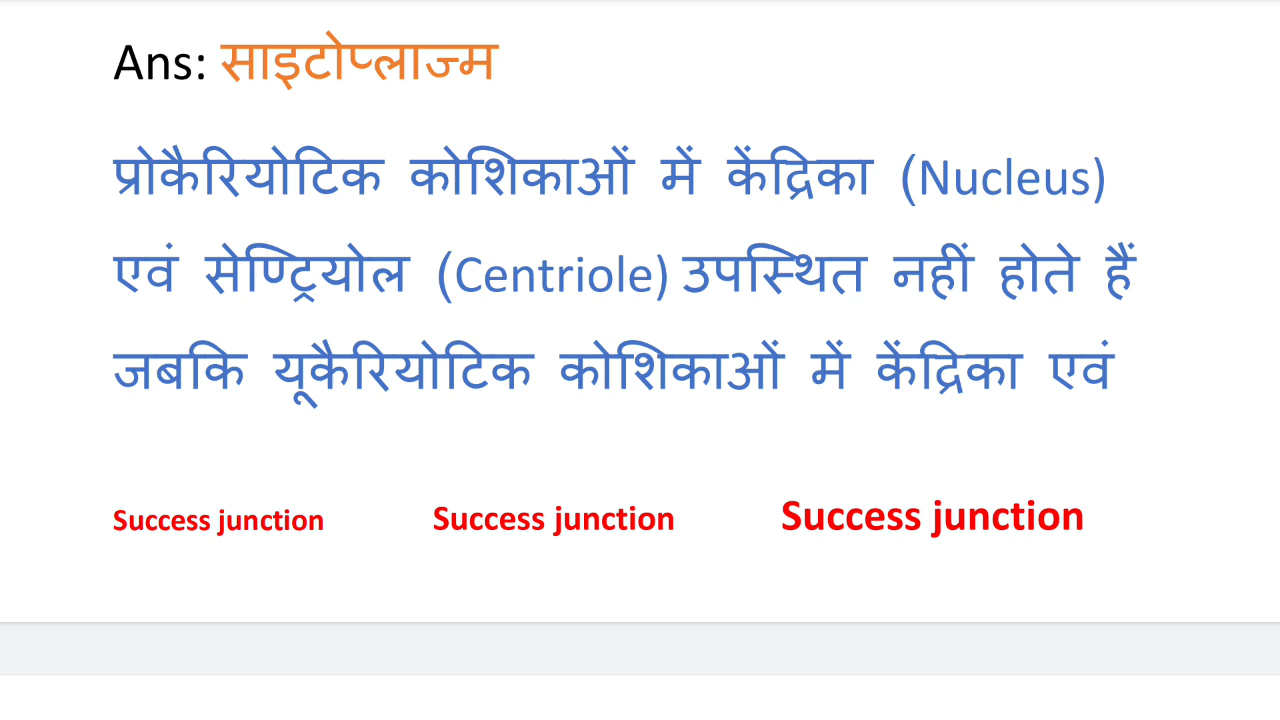 Ans: साइटोप्लाज्म
प्रोकैरियोटिक कोशिकाओं में केंद्रिका (Nucleus)
एवं सेण्ट्रियोल (Centriole) उपस्थित नहीं होते हैं
जबकि यूकैरियोटिक कोशिकाओं में केंद्रिका एवं
Success junction Success junction Success junction